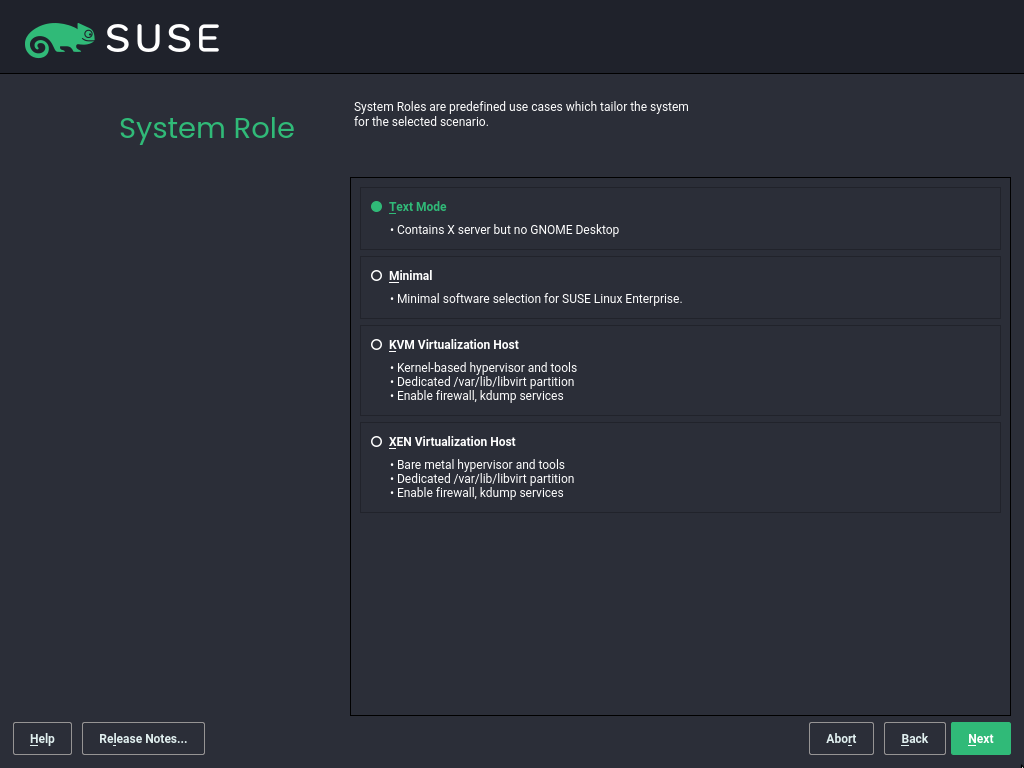 SUSE
System Role
System Roles are predefined use cases which tailor the system
for the selected scenario.
Text Mode
• Contains X server but no GNOME Desktop
Minimal
• Minimal software selection for SUSE Linux Enterprise.
KVM Virtualization Host
• Kernel-based hypervisor and tools
• Dedicated /var/lib/libvirt partition
• Enable firewall, kdump services
XEN Virtualization Host
• Bare metal hypervisor and tools
• Dedicated /var/lib/libvirt partition
• Enable firewall, kdump services
Help Release Notes... Abort Back Next